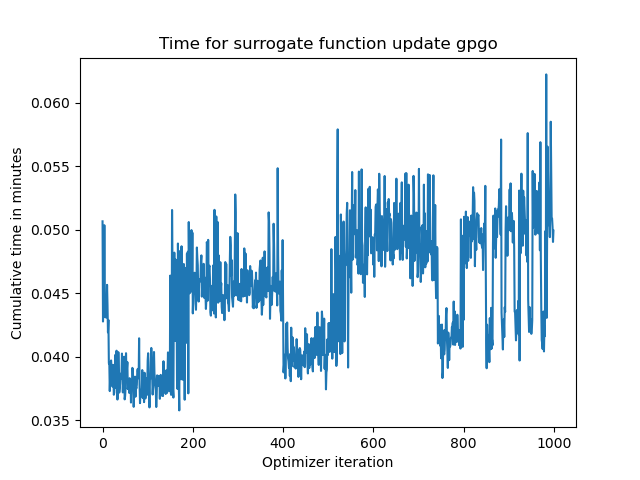 Time for surrogate function update gpgo
Cumulative time in minutes
0.060
0.055
0.050
0.045
0.040
0.035
0 200 400 600 800 1000
Optimizer iteration